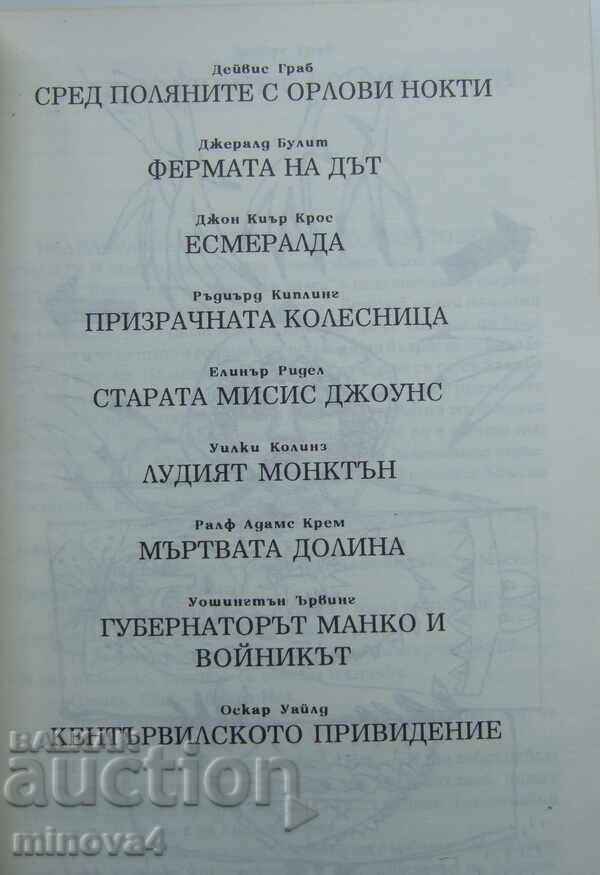 Дейвис Граб
СРЕД ПОЛЯНИТЕ С ОРЛОВИ НОКТИ
Джералд Булит
ФЕРМАТА НА ДЪТ
Джон Киър Крос
ЕСМЕРАЛДА
Ръдиърд Киплинг
ПРИЗРАЧНАТА КОЛЕСНИЦА
Елинър Ридел
СТАРАТА МИСИС ДЖОУНС
Уилки Колинз
ЛУДИЯТ МОНКТЪН
Ралф Адамс Крем
МЪРТВАТА ДОЛИНА
Уошингтън Ървинг
ГУБЕРНАТОРЪТ МАНКО И
ВОЙНИКЪТ
Оскар Уайлд
КЕНТЪРВИЛСКОТО ПРИВИДЕНИЕ
auction
minova4